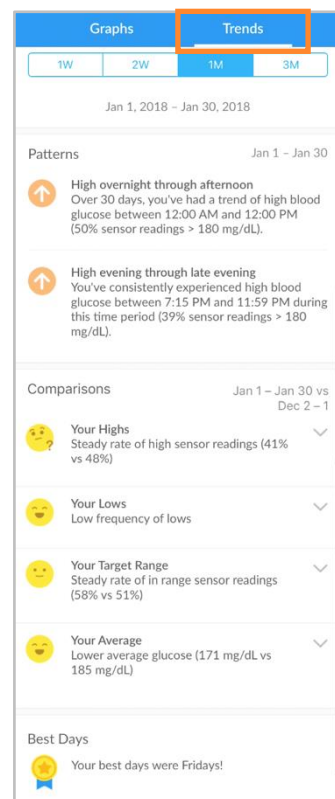 Graphs Trends
1W 2W 1M 3M
Jan 1, 2018 – Jan 30, 2018
Patterns Jan 1 – Jan 30
High overnight through afternoon
Over 30 days, you've had a trend of high blood
glucose between 12:00 AM and 12:00 PM
(50% sensor readings > 180 mg/dL).
High evening through late evening
You've consistently experienced high blood
glucose between 7:15 PM and 11:59 PM during
this time period (39% sensor readings > 180
mg/dL).
Comparisons Jan 1 – Jan 30 vs
Dec 2 – 1
Your Highs
Steady rate of high sensor readings (41%
vs 48%)
Your Lows
Low frequency of lows
Your Target Range
Steady rate of in range sensor readings
(58% vs 51%)
Your Average
Lower average glucose (171 mg/dL vs
185 mg/dL)
Best Days
Your best days were Fridays!